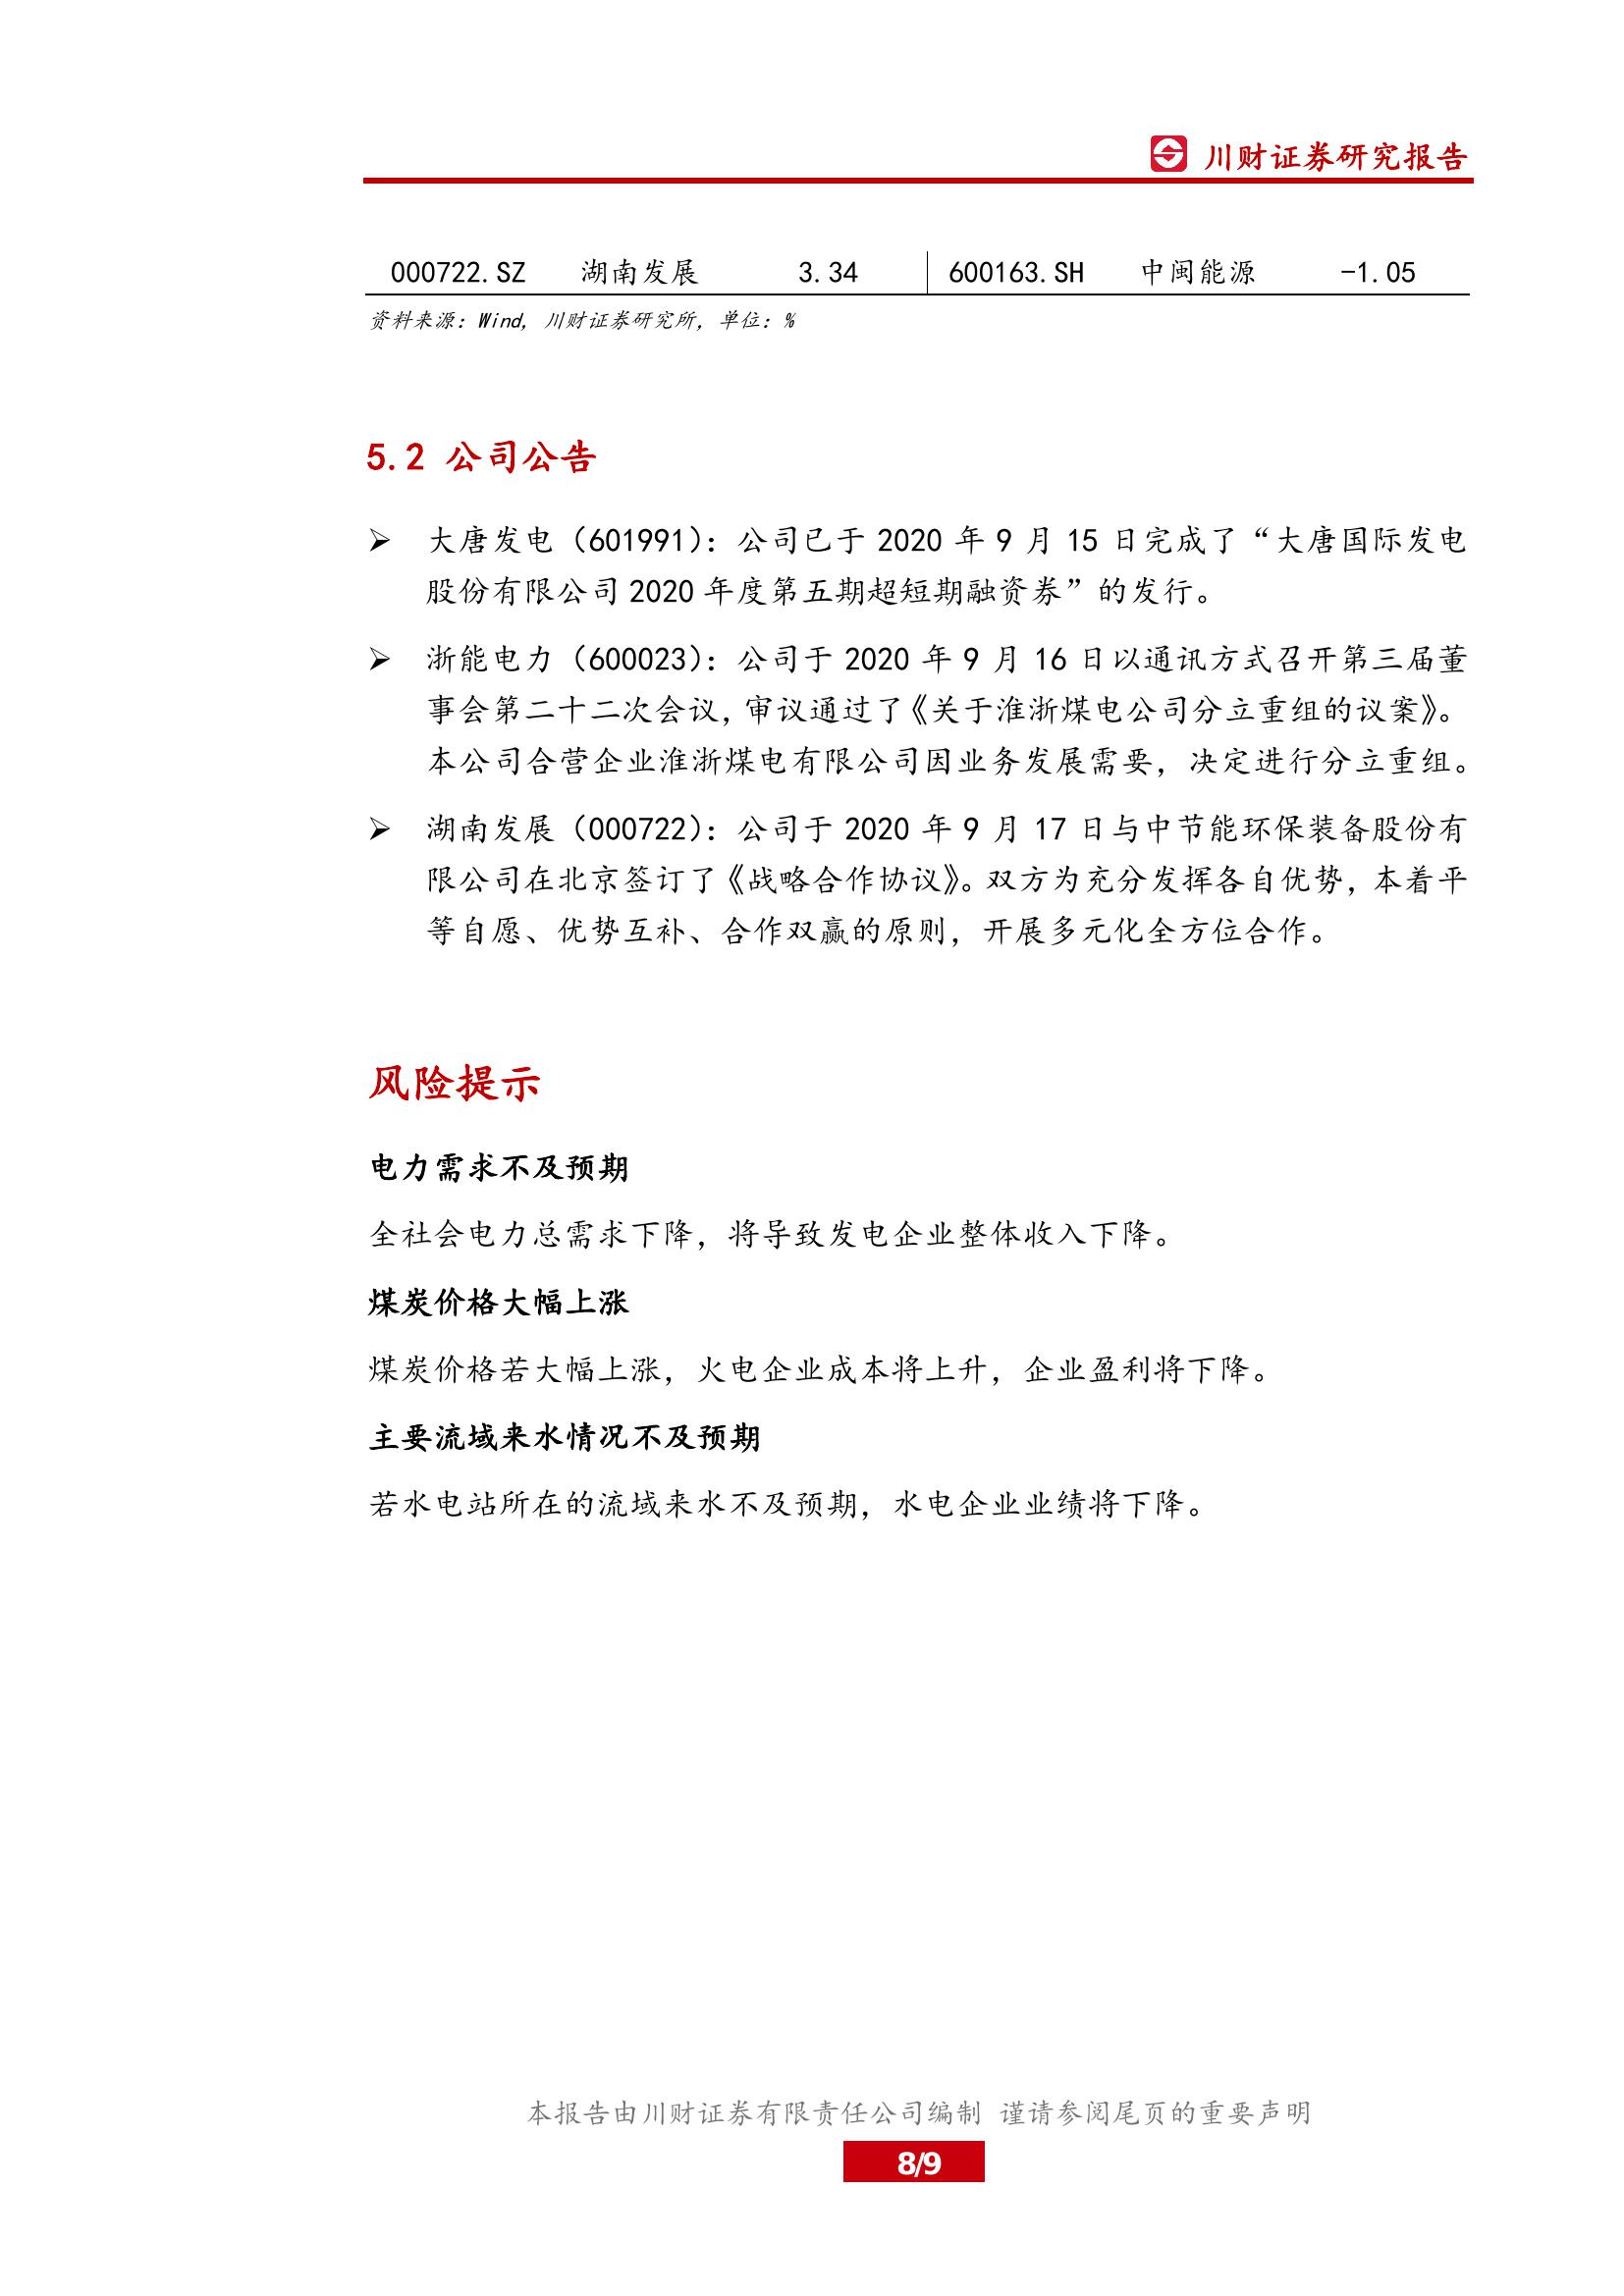 川财证券研究报告
000722.SZ 湖南发展 3.34 600163.SH 中闽能源 -1.05
资料来源：Wind, 川财证券研究所, 单位：%
5.2 公司公告
➢ 大唐发电（601991）：公司已于 2020 年 9 月 15 日完成了“大唐国际发电
股份有限公司 2020 年度第五期超短期融资券”的发行。
➢ 浙能电力（600023）：公司于 2020 年 9 月 16 日以通讯方式召开第三届董
事会第二十二次会议，审议通过了《关于淮浙煤电公司分立重组的议案》。
本公司合营企业淮浙煤电有限公司因业务发展需要，决定进行分立重组。
➢ 湖南发展（000722）：公司于 2020 年 9 月 17 日与中节能环保装备股份有
限公司在北京签订了《战略合作协议》。双方为充分发挥各自优势，本着平
等自愿、优势互补、合作双赢的原则，开展多元化全方位合作。
风险提示
电力需求不及预期
全社会电力总需求下降，将导致发电企业整体收入下降。
煤炭价格大幅上涨
煤炭价格若大幅上涨，火电企业成本将上升，企业盈利将下降。
主要流域来水情况不及预期
若水电站所在的流域来水不及预期，水电企业业绩将下降。
本报告由川财证券有限责任公司编制 谨请参阅尾页的重要声明
8/9